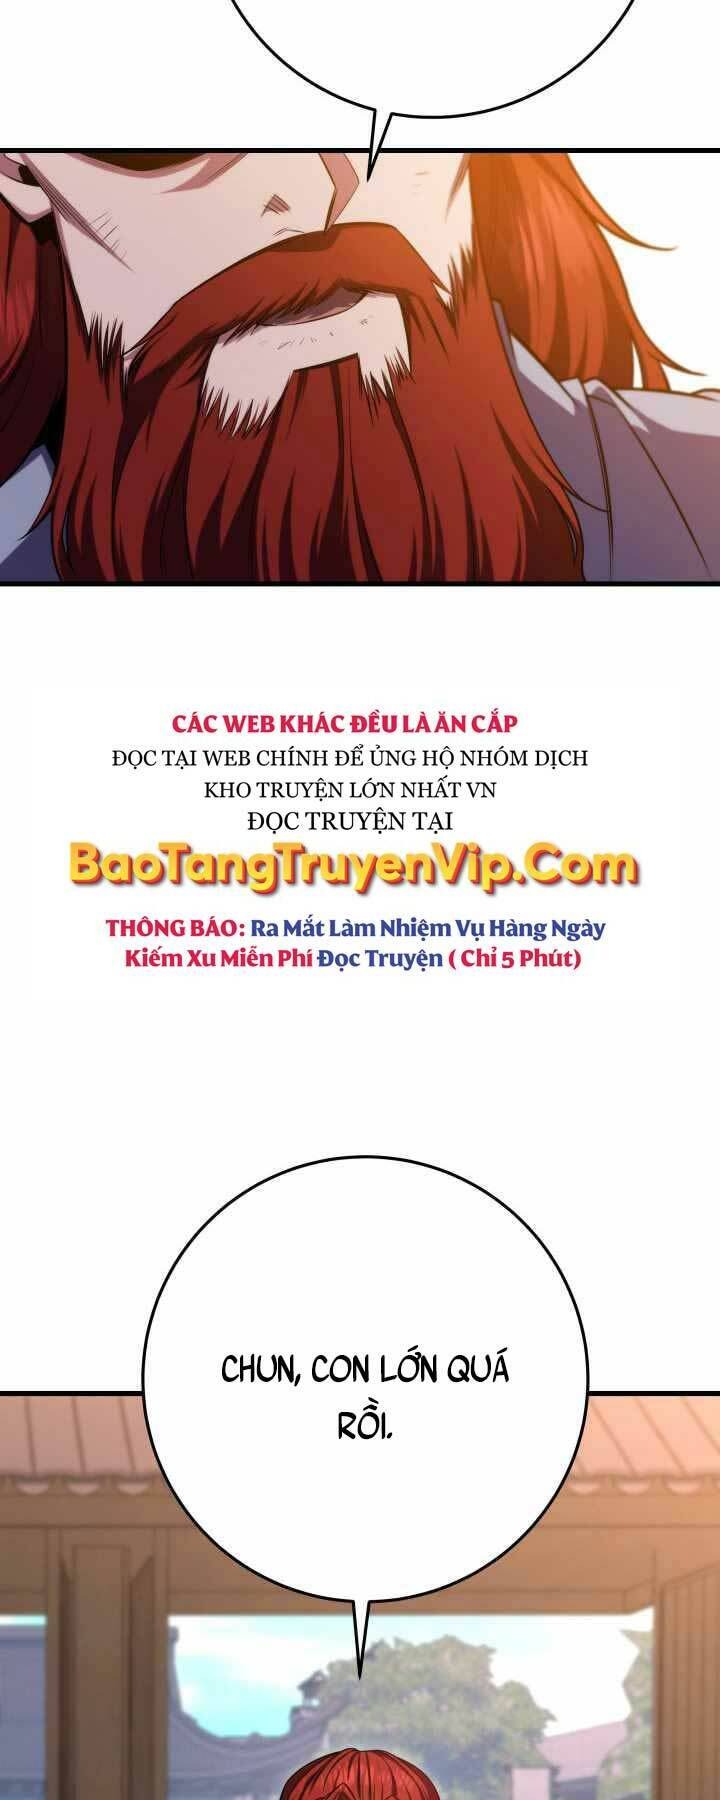 CÁC WEB KHÁC ĐỀU LÀ ĂN CẮP
ĐỌC TẠI WEB CHÍNH ĐỂ ỦNG HỘ NHÓM DỊCH
KHO TRUYỆN LỚN NHẤT VN
ĐỌC TRUYỆN TẠI
BaoTangTruyenVip.Com
THÔNG BÁO: Ra Mắt Làm Nhiệm Vụ Hàng Ngày
Kiếm Xu Miễn Phí Đọc Truyện ( Chỉ 5 Phút)
CHUN, CON LỚN QUÁ
RỒI.